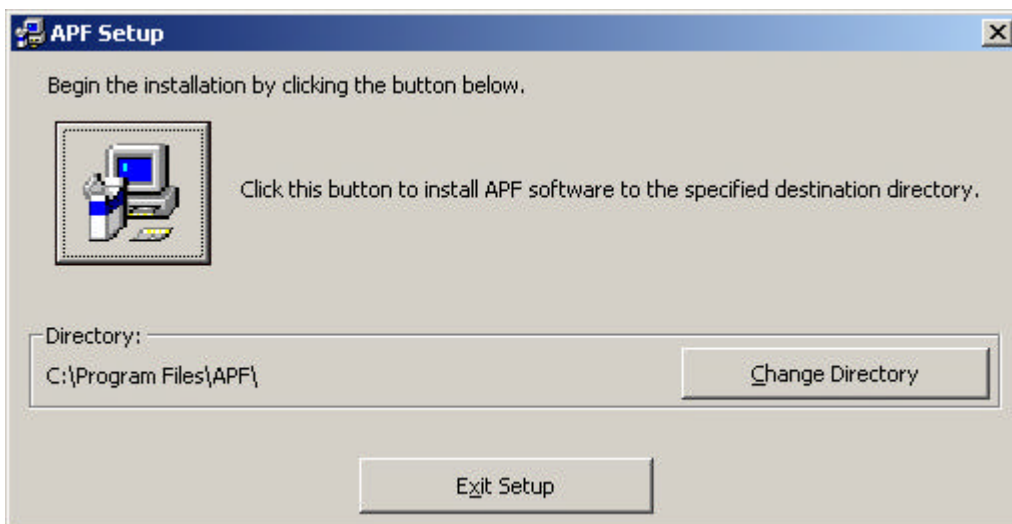 APF Setup
Begin the installation by clicking the button below.
Click this button to install APF software to the specified destination directory.
Directory:
C:\Program Files\APF\
Change Directory
Exit Setup